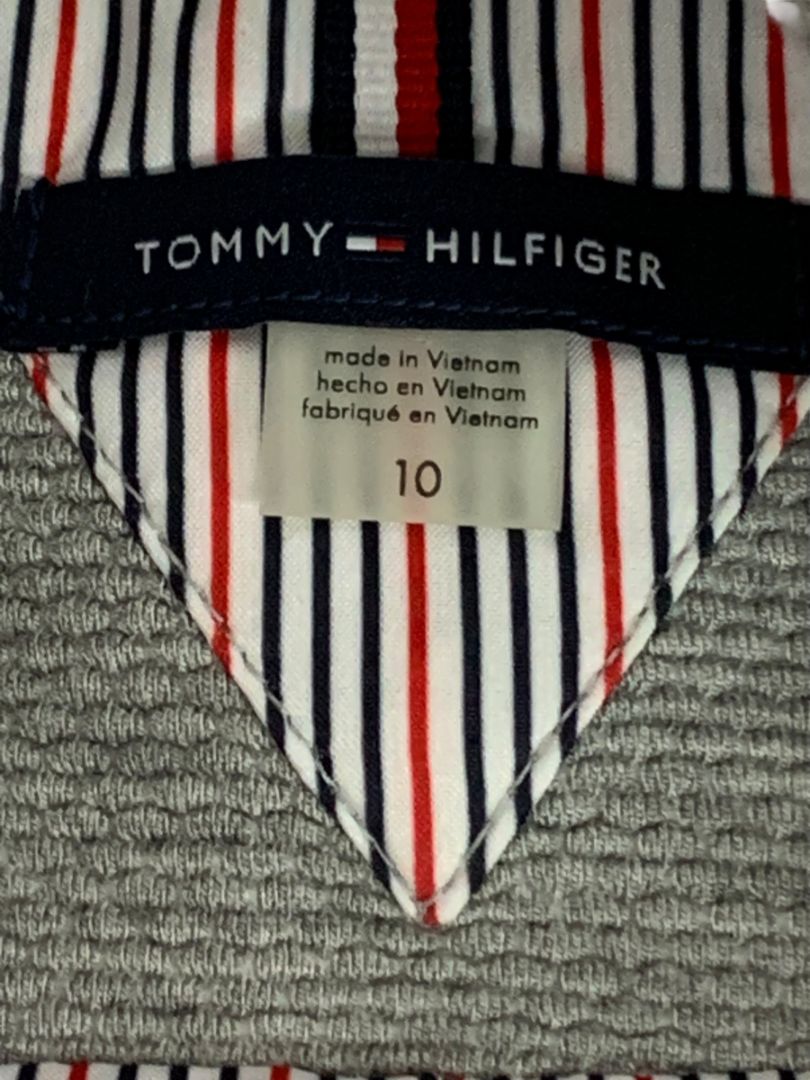 TOMMY HILFIGER
made in Vietnam
hecho en Vietnam
fabriqué en Vietnam
10